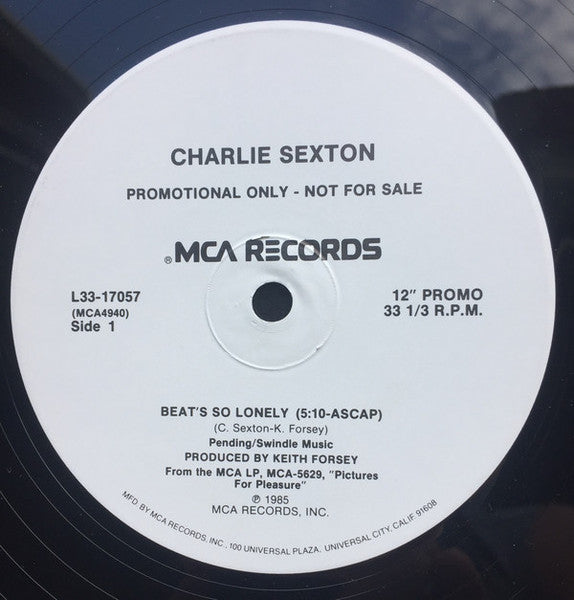 CHARLIE SEXTON
PROMOTIONAL ONLY - NOT FOR SALE
®MCA RECORDS
L33-17057
(MCA4940)
Side 1
12" PROMO
33 1/3 R.P.M.
BEAT'S SO LONELY (5:10-ASCAP)
(C. Sexton-K. Forsey)
Pending/Swindle Music
PRODUCED BY KEITH FORSEY
From the MCA LP, MCA-5629, "Pictures
For Pleasure"
℗ 1985
MCA RECORDS, INC.
MFD BY MCA RECORDS, INC., 100 UNIVERSAL PLAZA, UNIVERSAL CITY, CALIF 91608